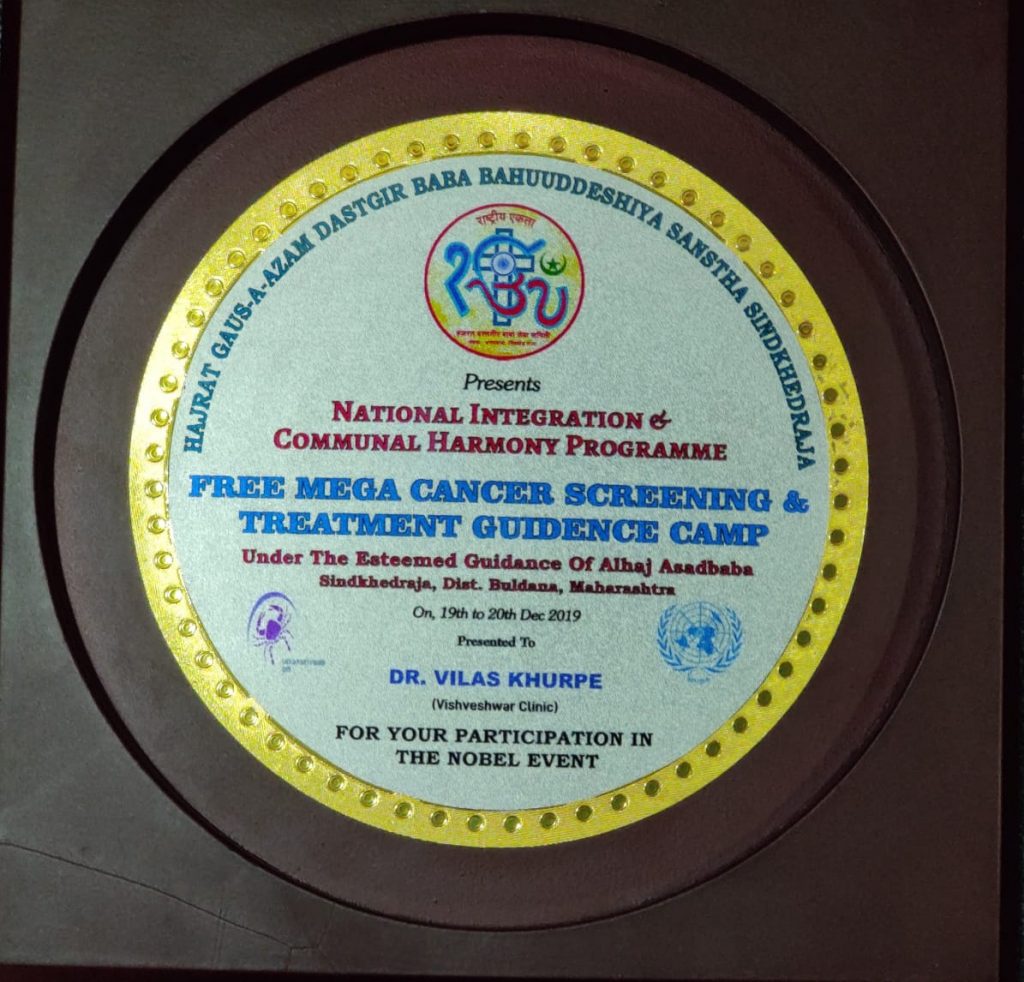 HAJRAT GAUS-A-AZAM DASTGIR BABA BAHUUDDESHIYA SANSTHA SINDKHEDRAJA
राष्ट्रीय एकता
Presents
NATIONAL INTEGRATION &
COMMUNAL HARMONY PROGRAMME
FREE MEGA CANCER SCREENING &
TREATMENT GUIDENCE CAMP
Under The Esteemed Guidance Of Alhaj Asadbaba
Sindkhedraja, Dist. Buldana, Maharashtra
On, 19th to 20th Dec 2019
Presented To
DR. VILAS KHURPE
(Vishveshwar Clinic)
FOR YOUR PARTICIPATION IN
THE NOBEL EVENT